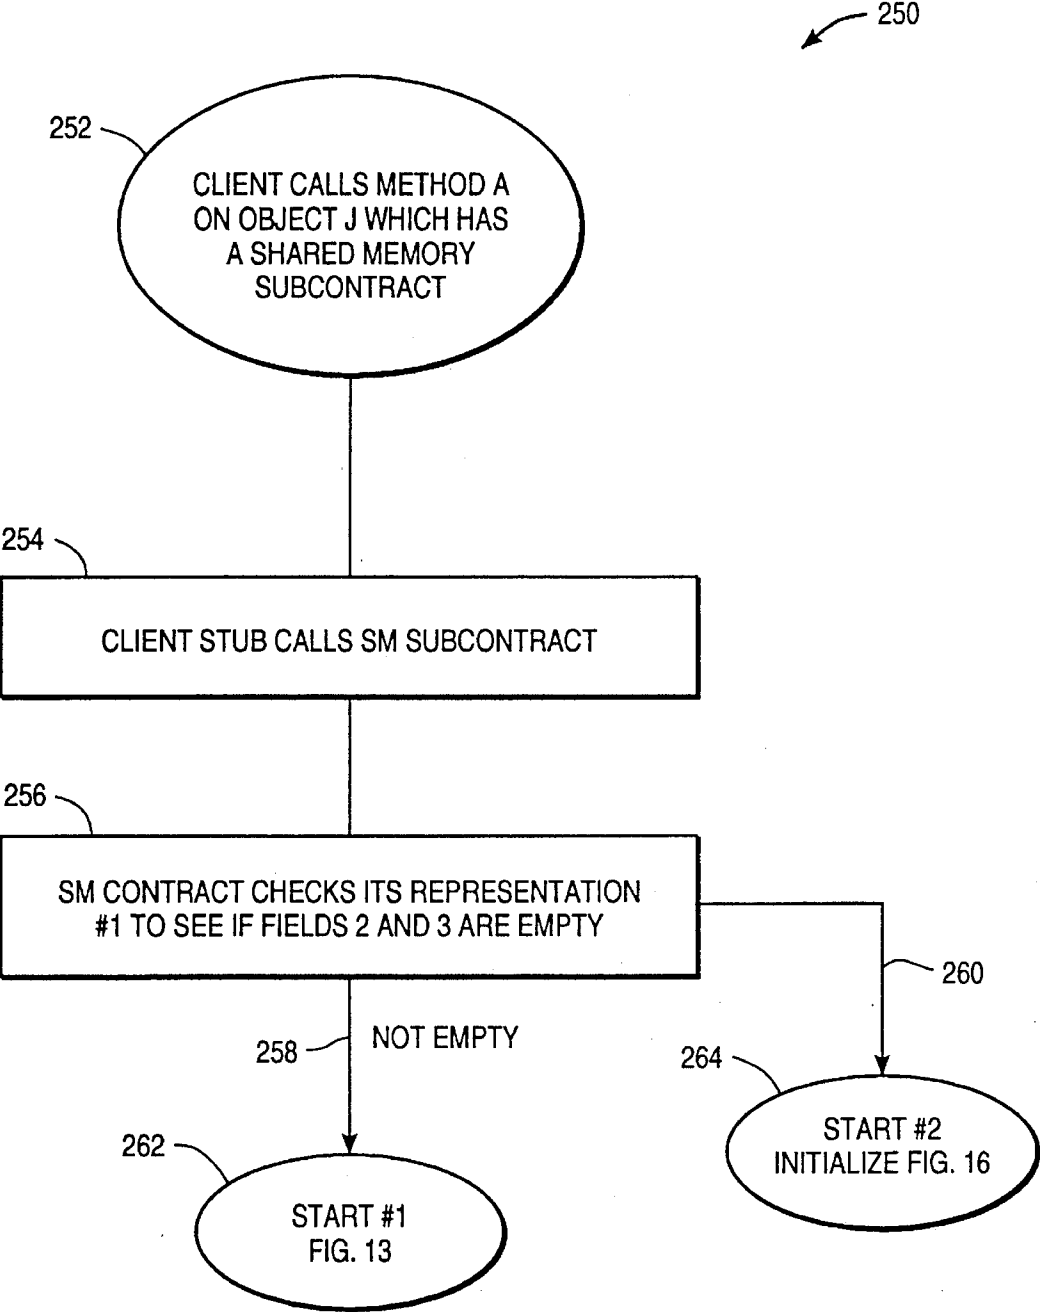 250
252
CLIENT CALLS METHOD A
ON OBJECT J WHICH HAS
A SHARED MEMORY
SUBCONTRACT
254
CLIENT STUB CALLS SM SUBCONTRACT
256
SM CONTRACT CHECKS ITS REPRESENTATION
#1 TO SEE IF FIELDS 2 AND 3 ARE EMPTY
260
258
NOT EMPTY
264
START #2
INITIALIZE FIG. 16
262
START #1
FIG. 13